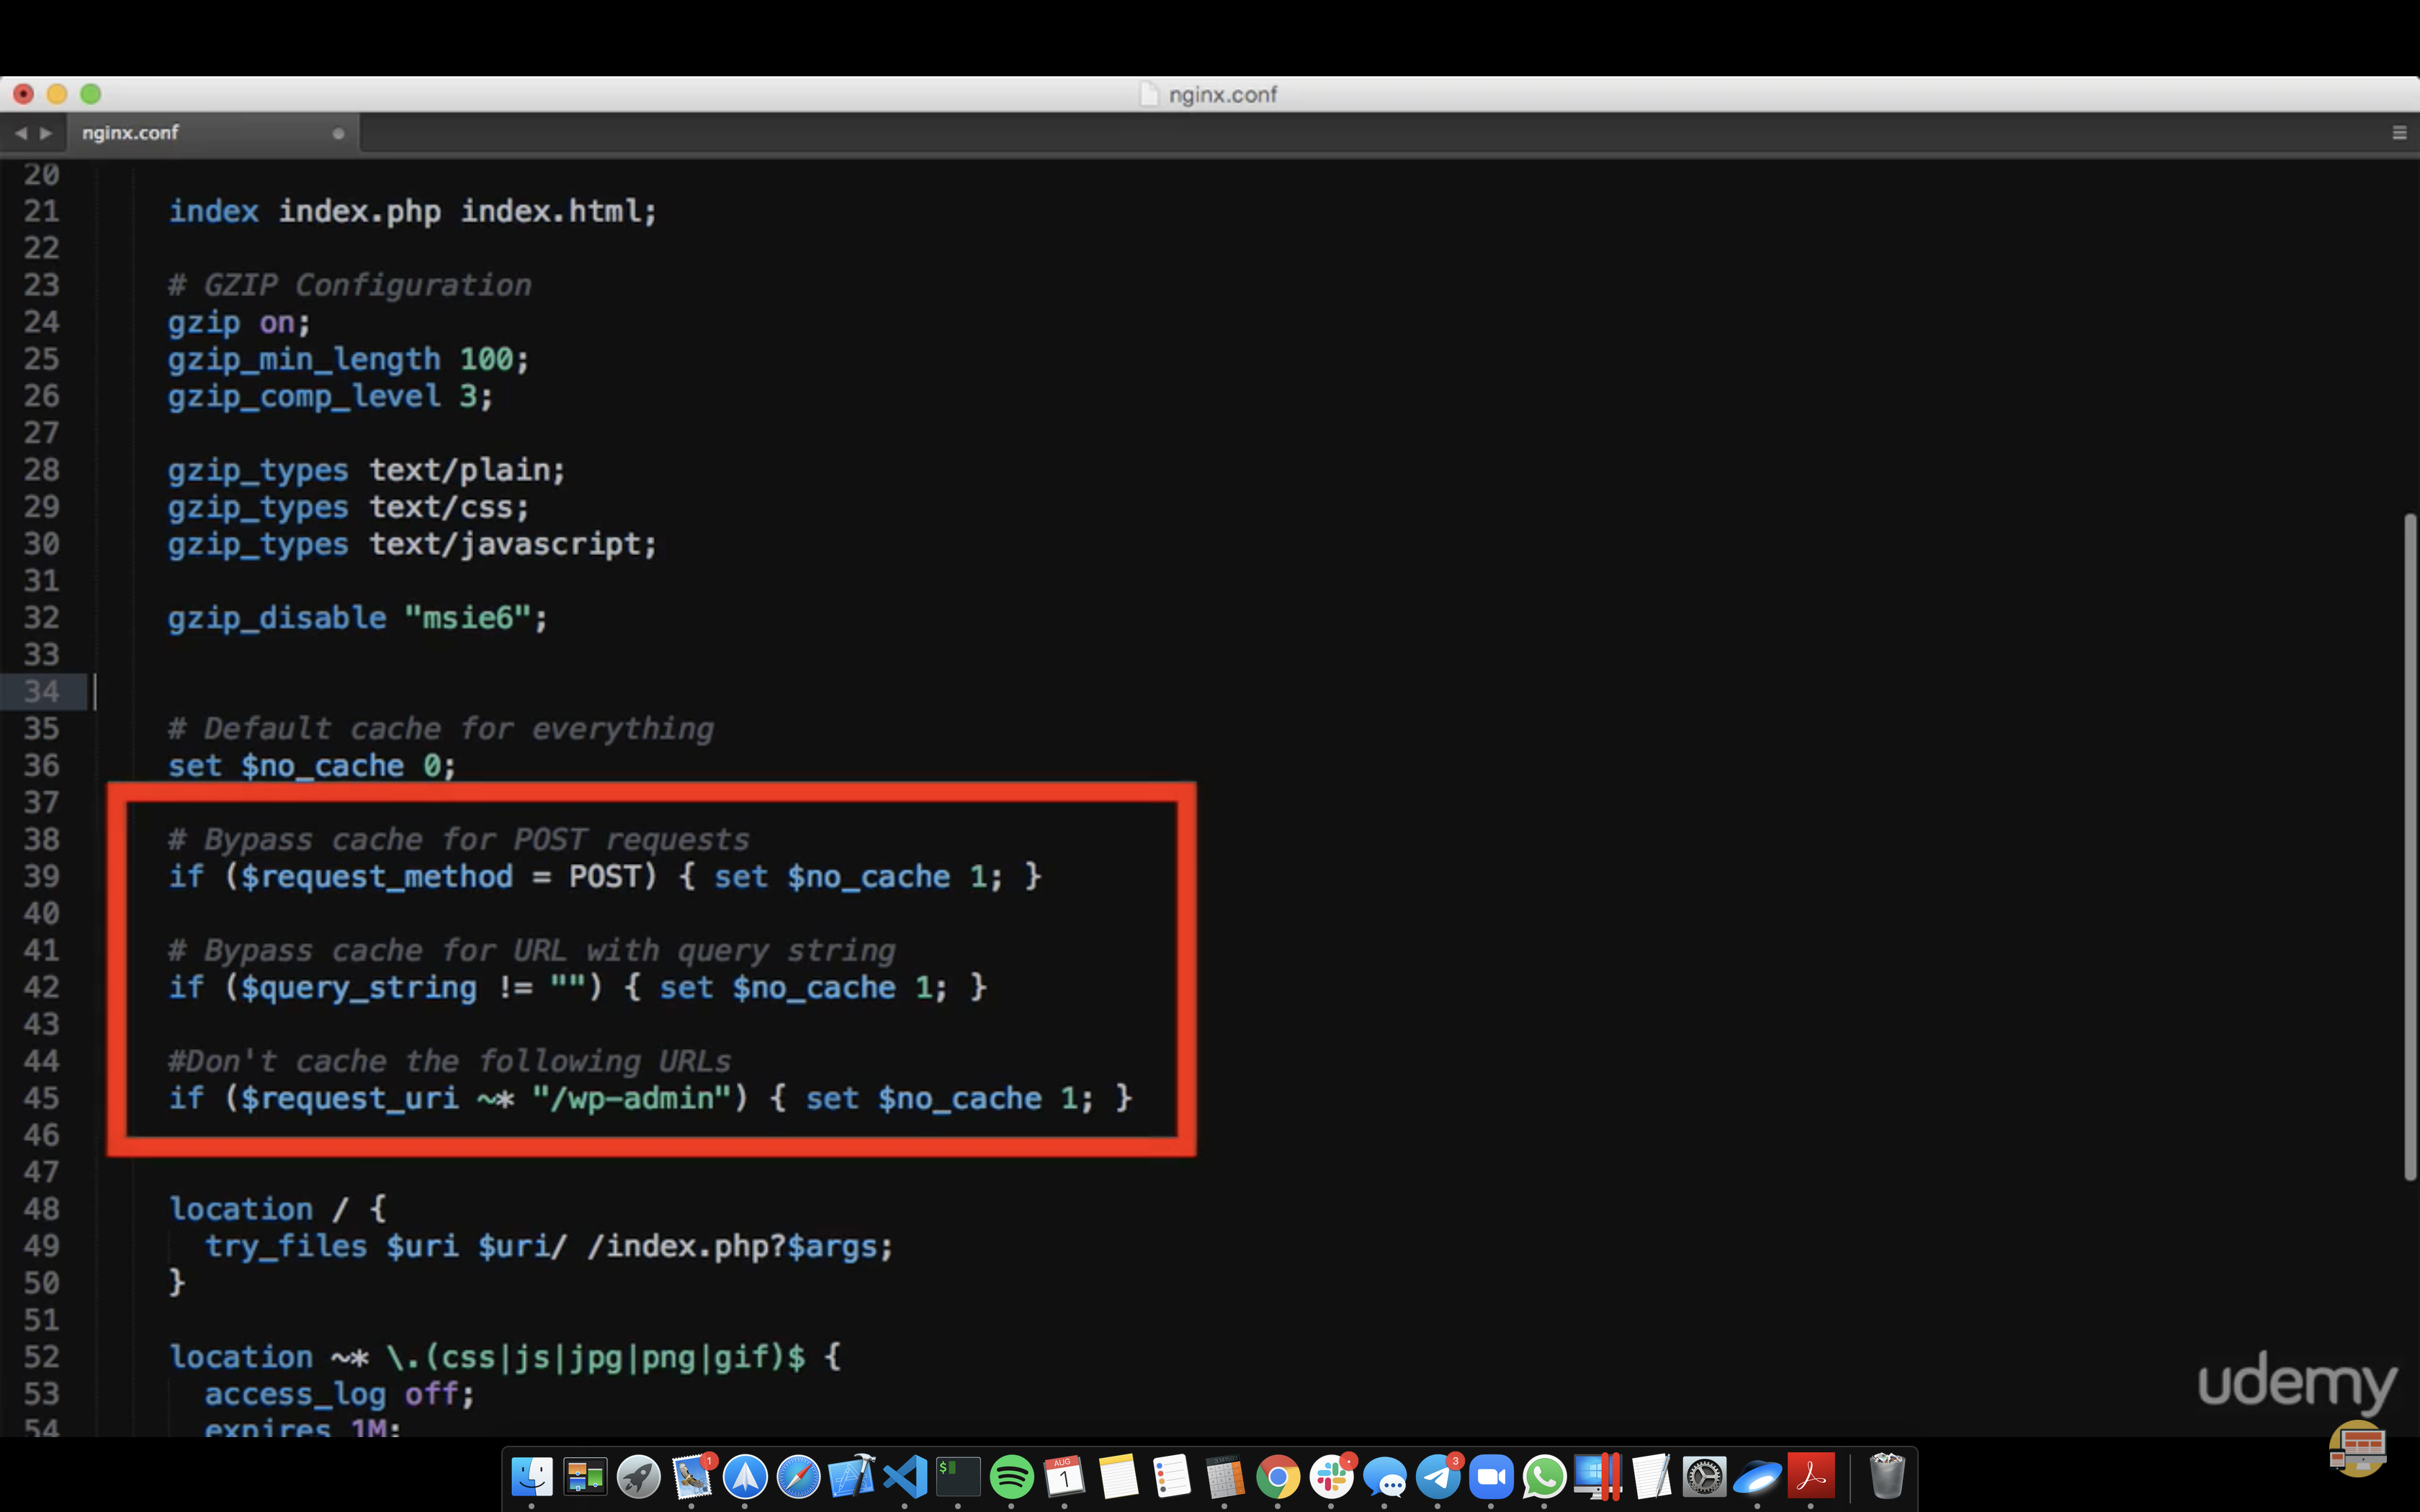 nginx.conf
nginx.conf
20
21 index index.php index.html;
22
23 # GZIP Configuration
24 gzip on;
25 gzip_min_length 100;
26 gzip_comp_level 3;
27
28 gzip_types text/plain;
29 gzip_types text/css;
30 gzip_types text/javascript;
31
32 gzip_disable "msie6";
33
34
35 # Default cache for everything
36 set $no_cache 0;
37
38 # Bypass cache for POST requests
39 if ($request_method = POST) { set $no_cache 1; }
40
41 # Bypass cache for URL with query string
42 if ($query_string != "") { set $no_cache 1; }
43
44 #Don't cache the following URLs
45 if ($request_uri ~* "/wp-admin") { set $no_cache 1; }
46
47
48 location / {
49 try_files $uri $uri/ /index.php?$args;
50 }
51
52 location ~* \.(css|js|jpg|png|gif)$ {
53 access_log off;
54 expires 1M;
udemy
1
$
AUG
1
3